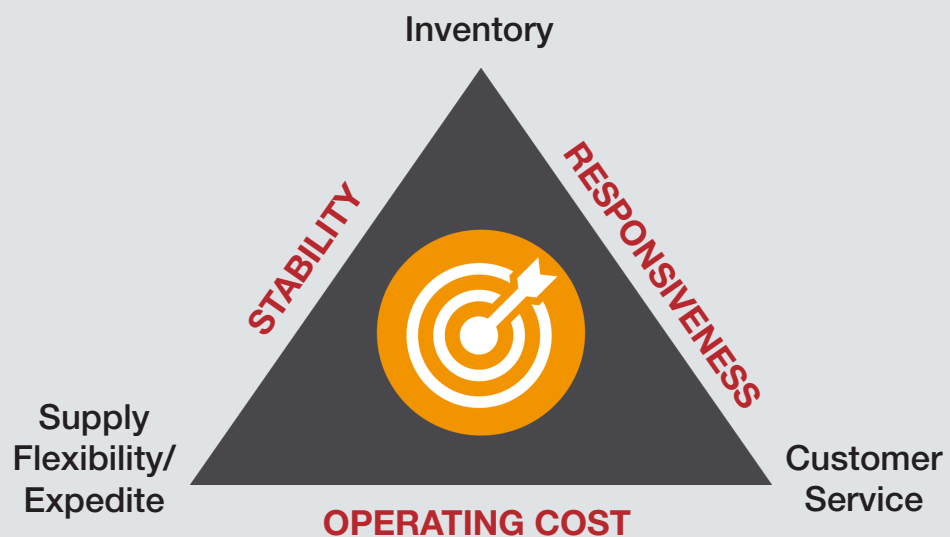 Inventory
STABILITY
RESPONSIVENESS
Supply
Flexibility/
Expedite
Customer
Service
OPERATING COST